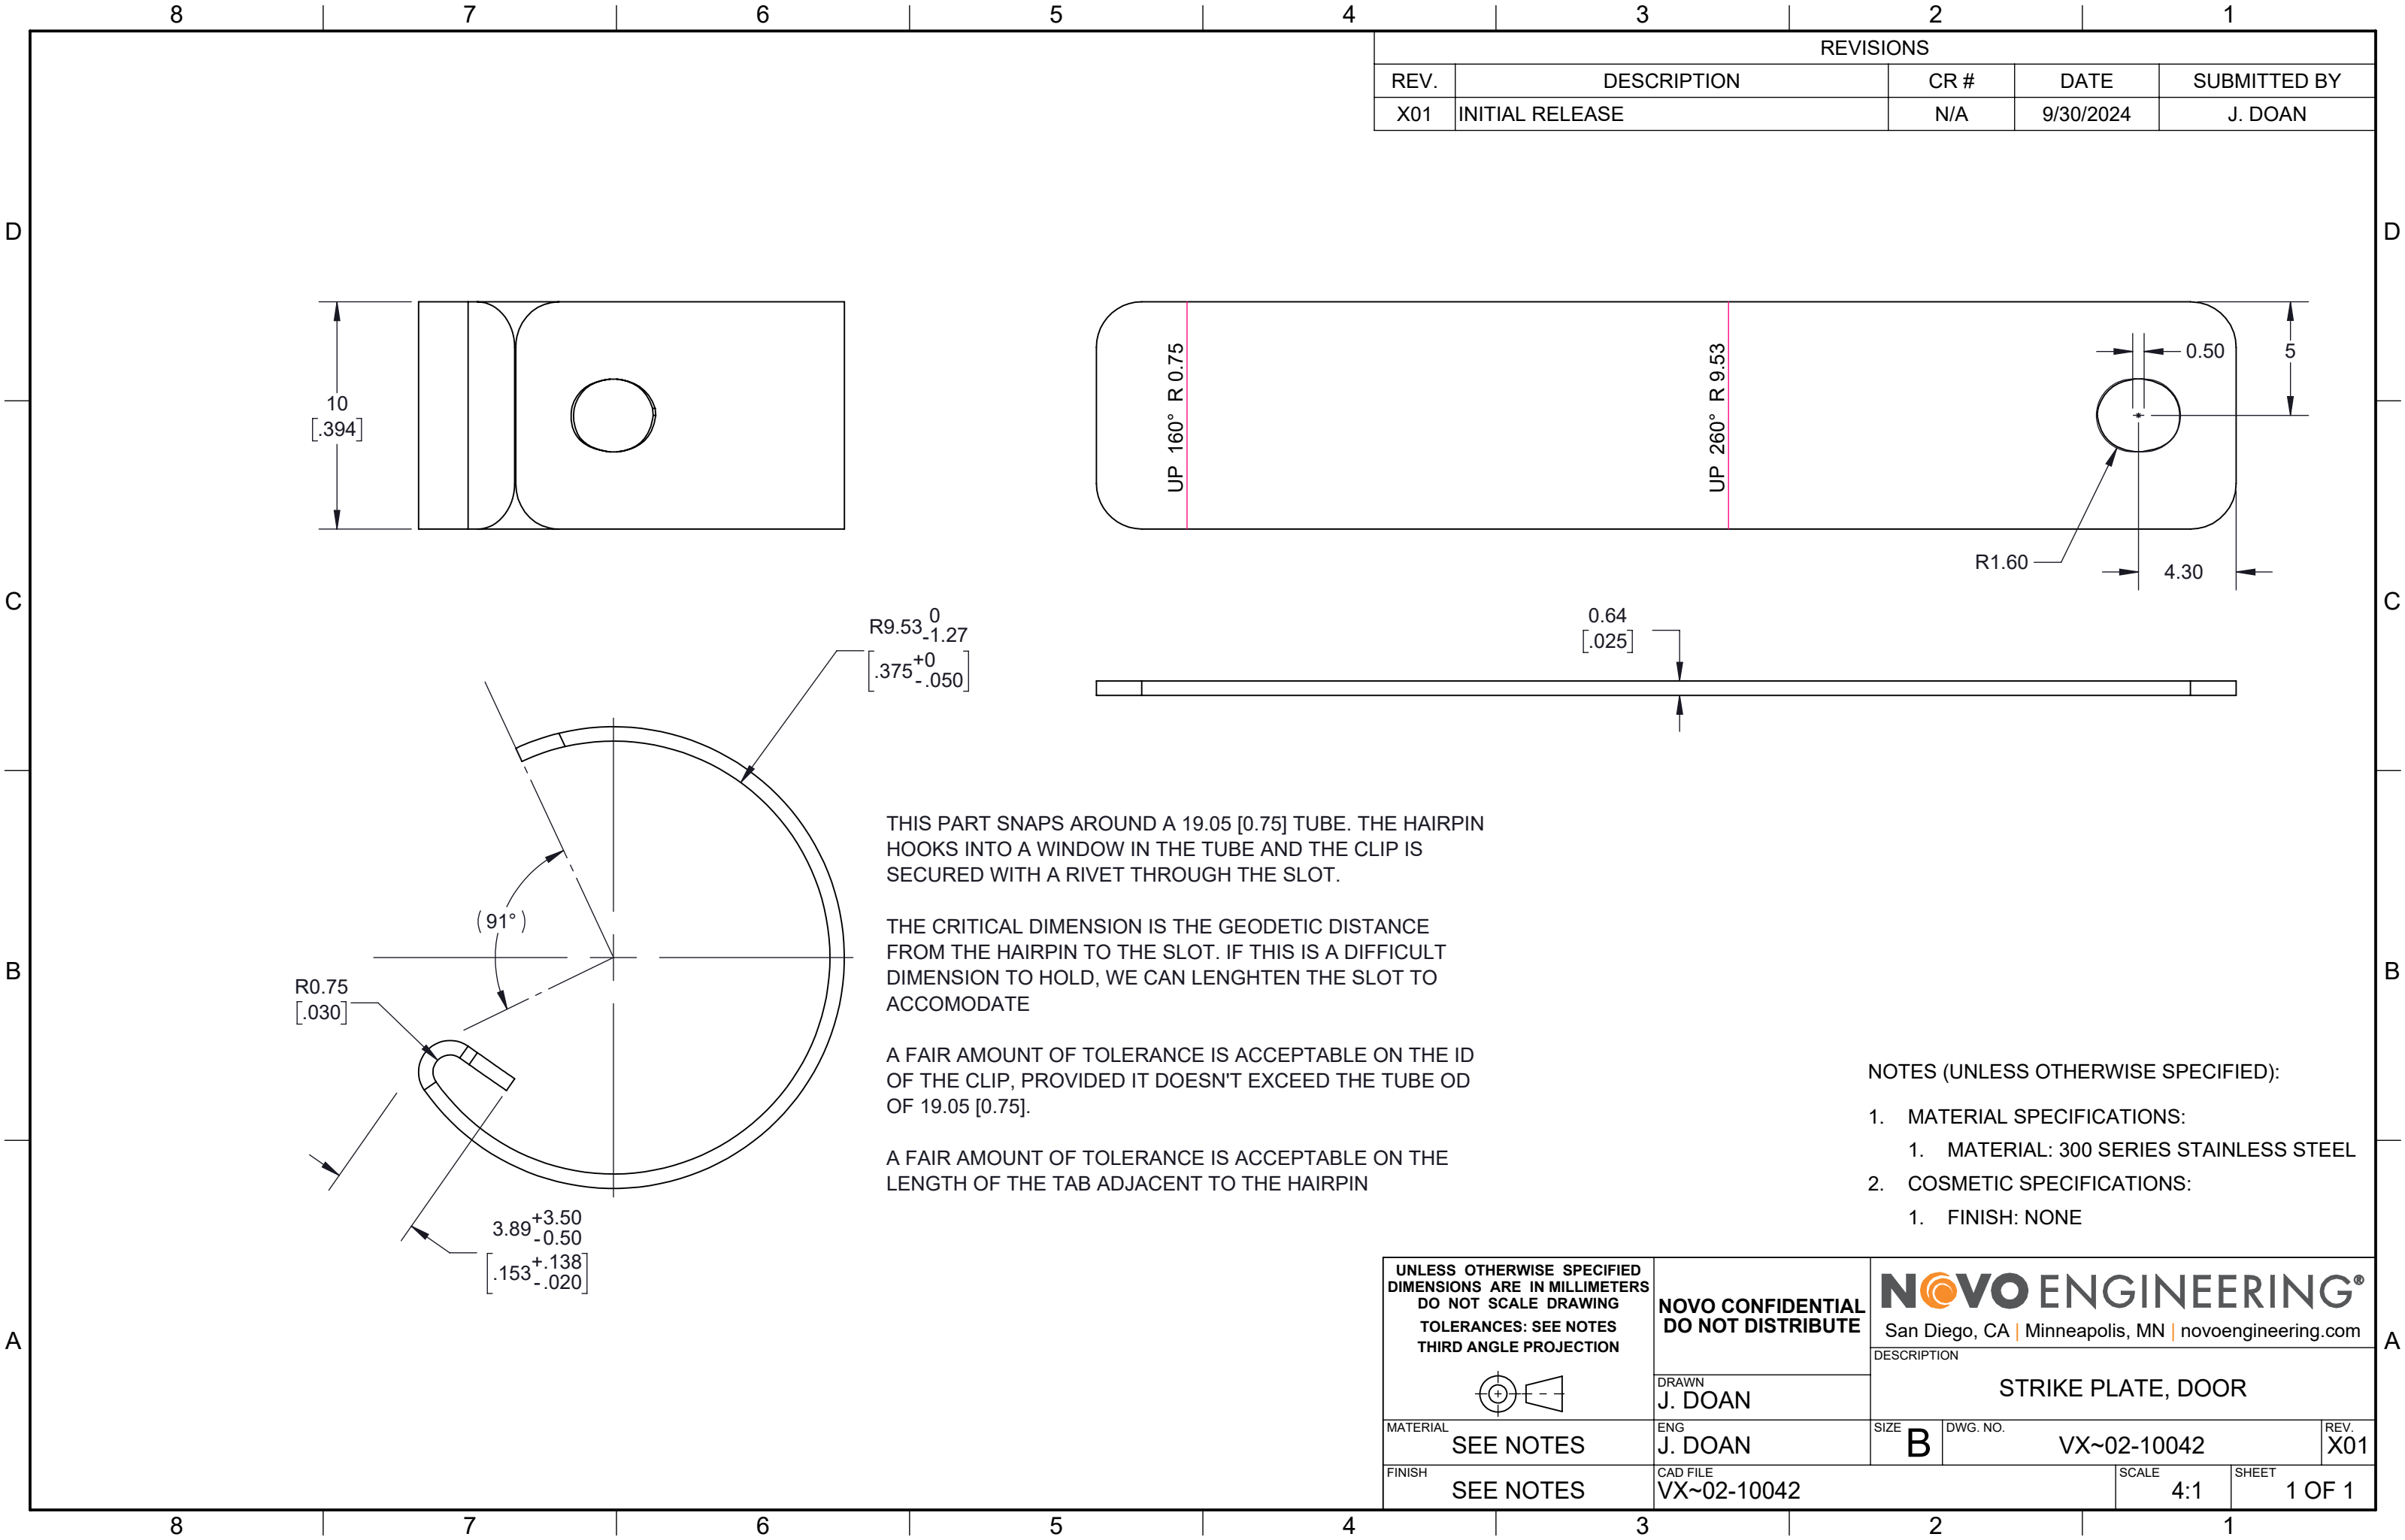 8 7 6 5 4 3 2 1
REVISIONS
REV. DESCRIPTION CR # DATE SUBMITTED BY
X01 INITIAL RELEASE N/A 9/30/2024 J. DOAN
D D
10
[.394]
UP 160° R 0.75
UP 260° R 9.53
0.50
5
R1.60
4.30
C C
R9.53 0 -1.27
[.375 +0 -.050]
0.64
[.025]
(91°)
R0.75
[.030]
3.89 +3.50 -0.50
[.153 +.138 -.020]
THIS PART SNAPS AROUND A 19.05 [0.75] TUBE. THE HAIRPIN
HOOKS INTO A WINDOW IN THE TUBE AND THE CLIP IS
SECURED WITH A RIVET THROUGH THE SLOT.
THE CRITICAL DIMENSION IS THE GEODETIC DISTANCE
FROM THE HAIRPIN TO THE SLOT. IF THIS IS A DIFFICULT
DIMENSION TO HOLD, WE CAN LENGHTEN THE SLOT TO
ACCOMODATE
A FAIR AMOUNT OF TOLERANCE IS ACCEPTABLE ON THE ID
OF THE CLIP, PROVIDED IT DOESN'T EXCEED THE TUBE OD
OF 19.05 [0.75].
A FAIR AMOUNT OF TOLERANCE IS ACCEPTABLE ON THE
LENGTH OF THE TAB ADJACENT TO THE HAIRPIN
B B
NOTES (UNLESS OTHERWISE SPECIFIED):
1. MATERIAL SPECIFICATIONS:
1. MATERIAL: 300 SERIES STAINLESS STEEL
2. COSMETIC SPECIFICATIONS:
1. FINISH: NONE
A A
UNLESS OTHERWISE SPECIFIED
DIMENSIONS ARE IN MILLIMETERS
DO NOT SCALE DRAWING
TOLERANCES: SEE NOTES
THIRD ANGLE PROJECTION
NOVO CONFIDENTIAL
DO NOT DISTRIBUTE
NOVO ENGINEERING®
San Diego, CA | Minneapolis, MN | novoengineering.com
DESCRIPTION
STRIKE PLATE, DOOR
DRAWN
J. DOAN
MATERIAL
SEE NOTES
ENG
J. DOAN
SIZE
B
DWG. NO.
VX~02-10042
REV.
X01
FINISH
SEE NOTES
CAD FILE
VX~02-10042
SCALE
4:1
SHEET
1 OF 1
8 7 6 5 4 3 2 1